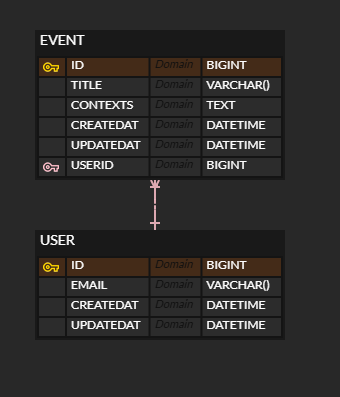 EVENT
ID Domain BIGINT
TITLE Domain VARCHAR()
CONTEXTS Domain TEXT
CREATEDAT Domain DATETIME
UPDATEDAT Domain DATETIME
USERID Domain BIGINT
USER
ID Domain BIGINT
EMAIL Domain VARCHAR()
CREATEDAT Domain DATETIME
UPDATEDAT Domain DATETIME